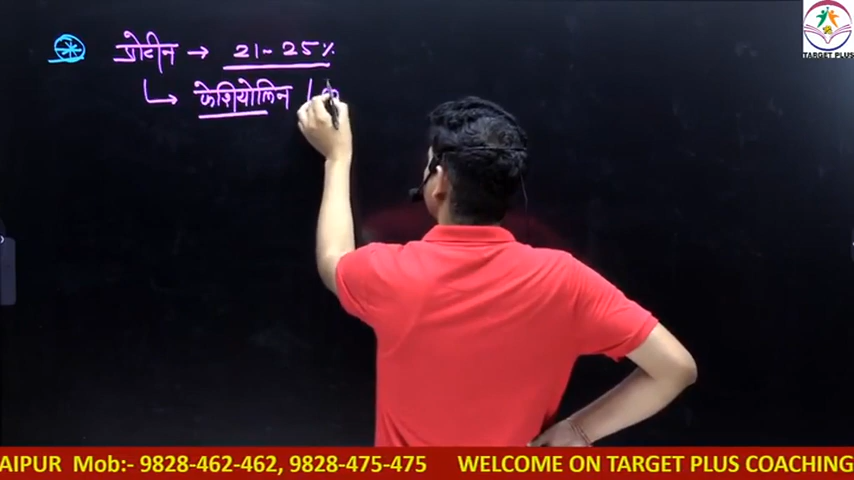 TARGET PLUS
प्रोटीन → 21~ 25%
↳ फेशियोलिन (
AIPUR Mob:- 9828-462-462, 9828-475-475 WELCOME ON TARGET PLUS COACHING